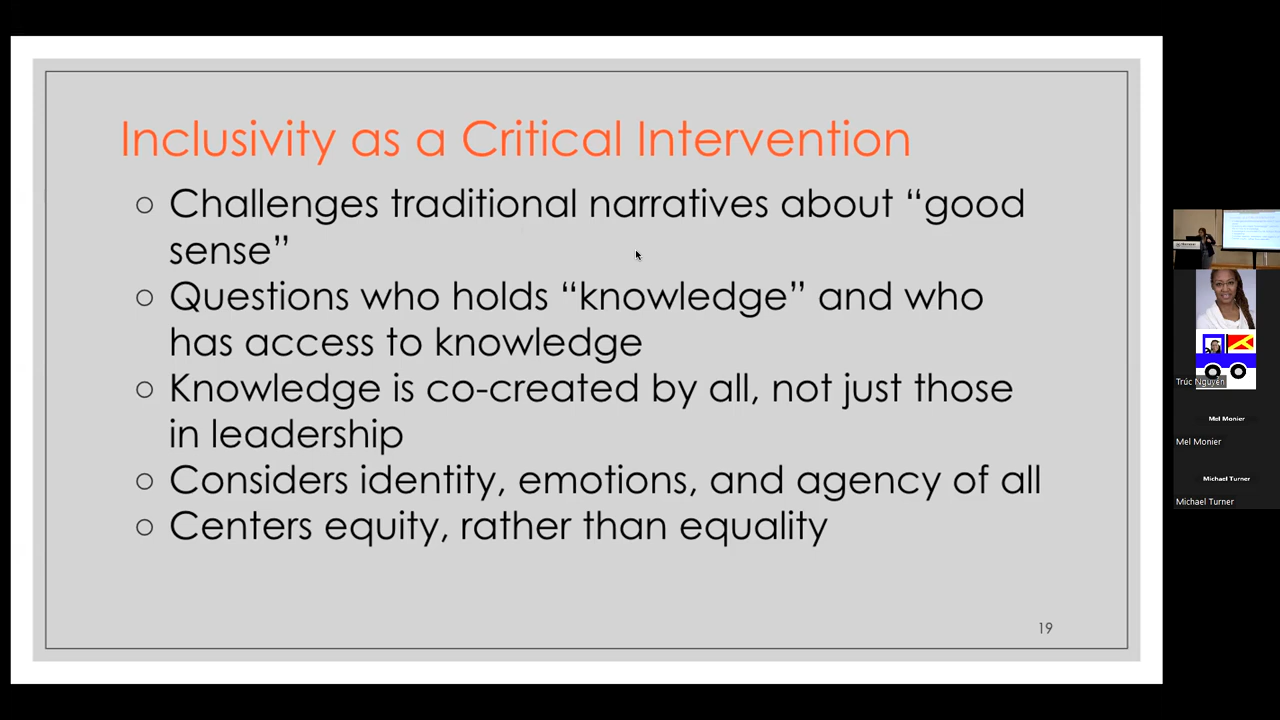 Inclusivity as a Critical Intervention
○ Challenges traditional narratives about “good
sense”
○ Questions who holds “knowledge” and who
has access to knowledge
○ Knowledge is co-created by all, not just those
in leadership
○ Considers identity, emotions, and agency of all
○ Centers equity, rather than equality
19
Trúc Nguyên
Mel Monier
Mel Monier
Michael Turner
Michael Turner